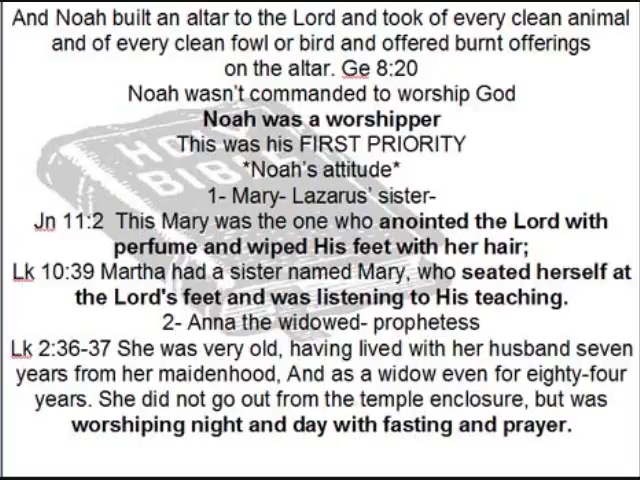 And Noah built an altar to the Lord and took of every clean animal
and of every clean fowl or bird and offered burnt offerings
on the altar. Ge 8:20
Noah wasn't commanded to worship God
Noah was a worshipper
This was his FIRST PRIORITY
*Noah's attitude*
1- Mary- Lazarus' sister-
Jn 11:2 This Mary was the one who anointed the Lord with
perfume and wiped His feet with her hair;
Lk 10:39 Martha had a sister named Mary, who seated herself at
the Lord's feet and was listening to His teaching.
2- Anna the widowed- prophetess
Lk 2:36-37 She was very old, having lived with her husband seven
years from her maidenhood, And as a widow even for eighty-four
years. She did not go out from the temple enclosure, but was
worshiping night and day with fasting and prayer.
HOLY
BIBLE